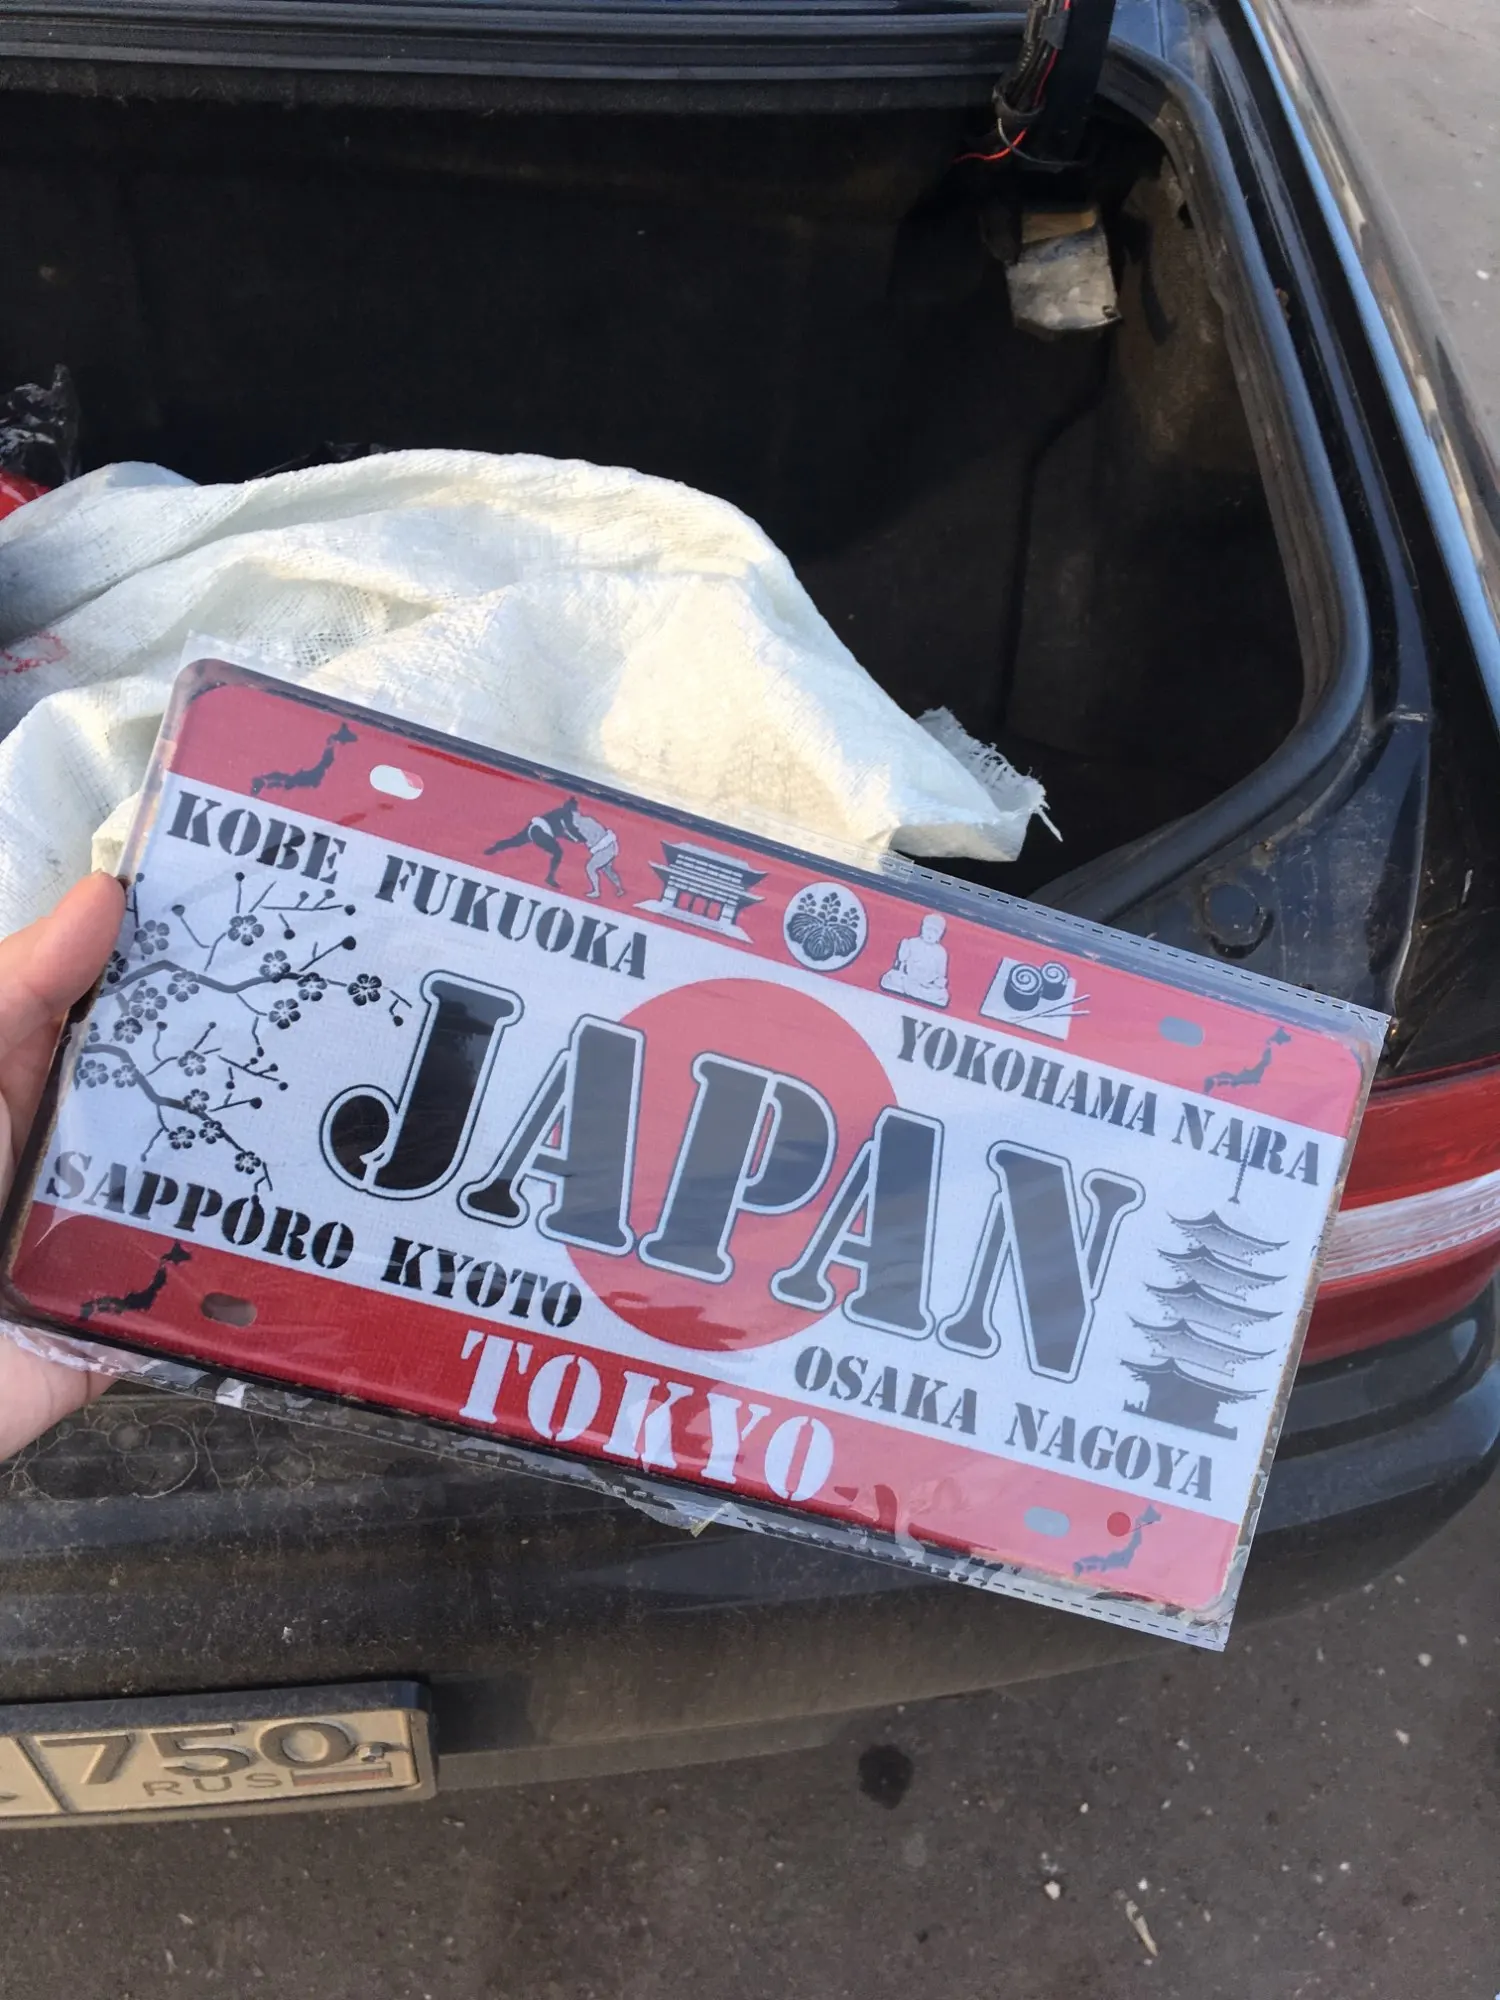 KOBE FUKUOKA
YOKOHAMA NARA
JAPAN
SAPPORO KYOTO
OSAKA NAGOYA
TOKYO
750
RUS